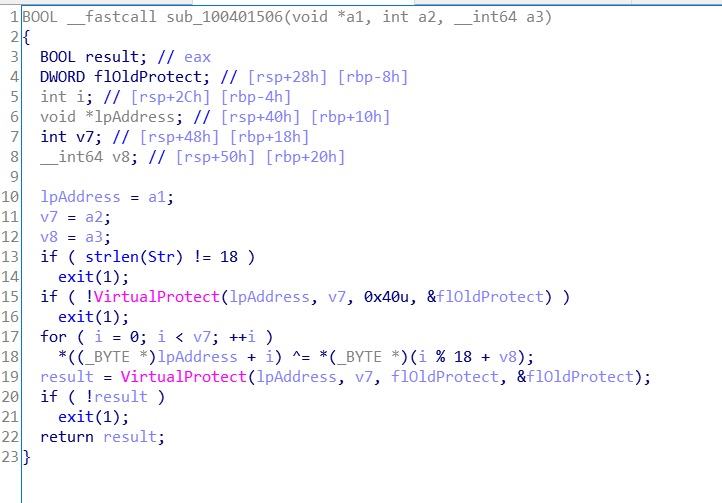 1 BOOL __fastcall sub_100401506(void *a1, int a2, __int64 a3)
2 {
3   BOOL result; // eax
4   DWORD flOldProtect; // [rsp+28h] [rbp-8h]
5   int i; // [rsp+2Ch] [rbp-4h]
6   void *lpAddress; // [rsp+40h] [rbp+10h]
7   int v7; // [rsp+48h] [rbp+18h]
8   __int64 v8; // [rsp+50h] [rbp+20h]
9
10   lpAddress = a1;
11   v7 = a2;
12   v8 = a3;
13   if ( strlen(Str) != 18 )
14     exit(1);
15   if ( !VirtualProtect(lpAddress, v7, 0x40u, &flOldProtect) )
16     exit(1);
17   for ( i = 0; i < v7; ++i )
18     *((_BYTE *)lpAddress + i) ^= *(_BYTE *)(i % 18 + v8);
19   result = VirtualProtect(lpAddress, v7, flOldProtect, &flOldProtect);
20   if ( !result )
21     exit(1);
22   return result;
23 }